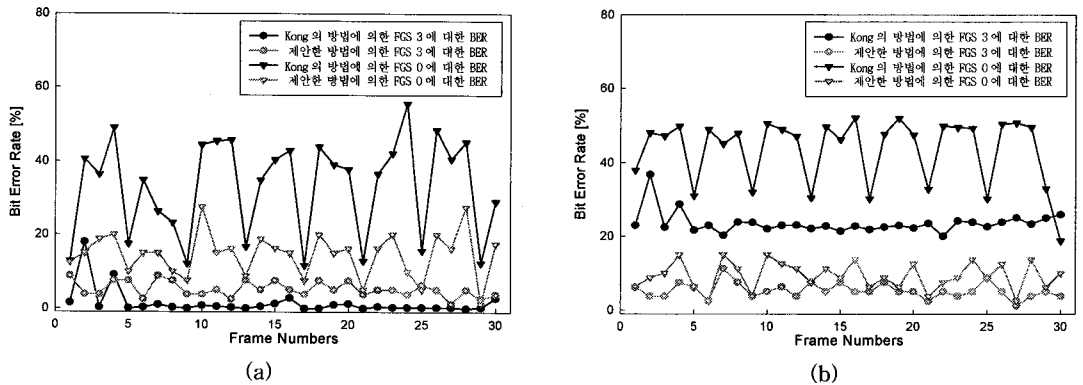 80
60
40
20
0
Bit Error Rate [%]
Kong의 방법에 의한 FGS 3에 대한 BER
제안한 방법에 의한 FGS 3에 대한 BER
Kong의 방법에 의한 FGS 0에 대한 BER
제안한 방법에 의한 FGS 0에 대한 BER
0 5 10 15 20 25 30
Frame Numbers
(a)
80
60
40
20
0
Bit Error Rate [%]
Kong의 방법에 의한 FGS 3에 대한 BER
제안한 방법에 의한 FGS 3에 대한 BER
Kong의 방법에 의한 FGS 0에 대한 BER
제안한 방법에 의한 FGS 0에 대한 BER
0 5 10 15 20 25 30
Frame Numbers
(b)